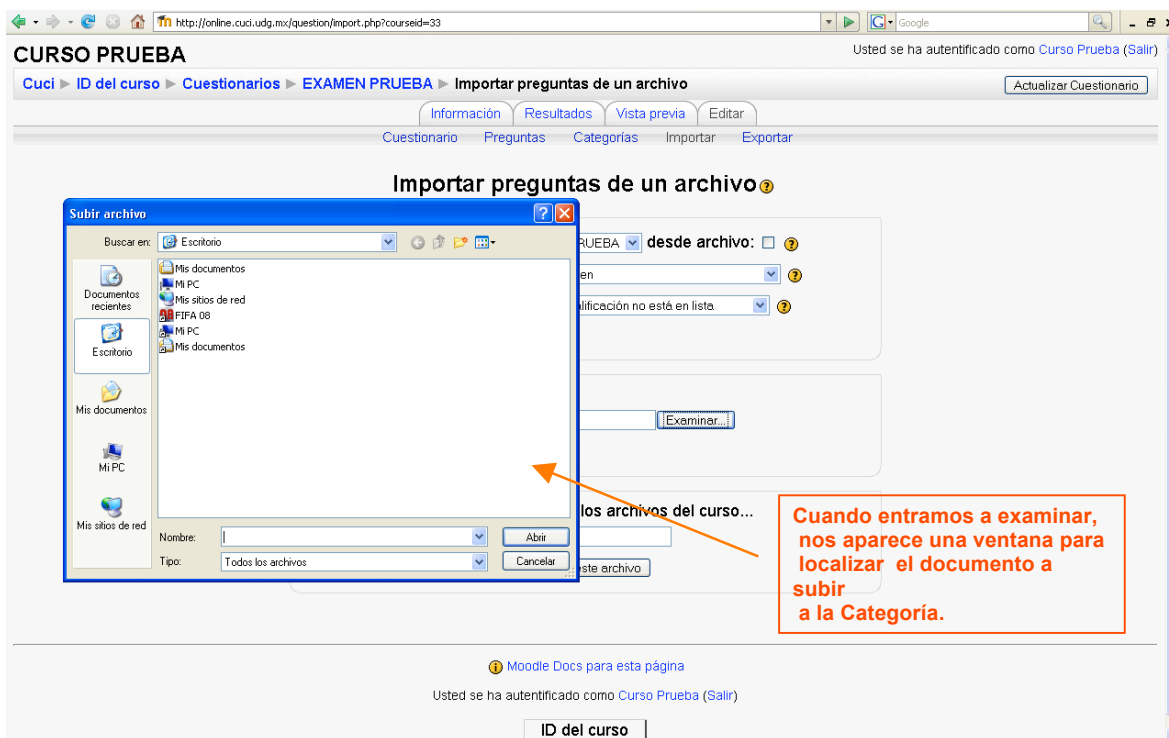 http://online.cuci.udg.mx/question/import.php?courseid=33
Google
CURSO PRUEBA
Usted se ha autentificado como Curso Prueba (Salir)
Cuci ► ID del curso ► Cuestionarios ► EXAMEN PRUEBA ► Importar preguntas de un archivo
Actualizar Cuestionario
Información Resultados Vista previa Editar
Cuestionario Preguntas Categorías Importar Exportar
Importar preguntas de un archivo
Subir archivo
Buscar en: Escritorio
RUEBA desde archivo:
en
alificación no está en lista
Documentos recientes
Escritorio
Mis documentos
Mi PC
Mis sitios de red
Mis documentos
Mi PC
Mis sitios de red
FIFA 08
Mi PC
Mis documentos
Nombre:
Abrir
Tipo: Todos los archivos
Cancelar
Examinar...
los archivos del curso...
este archivo
Cuando entramos a examinar,
nos aparece una ventana para
localizar el documento a
subir
a la Categoría.
Moodle Docs para esta página
Usted se ha autentificado como Curso Prueba (Salir)
ID del curso